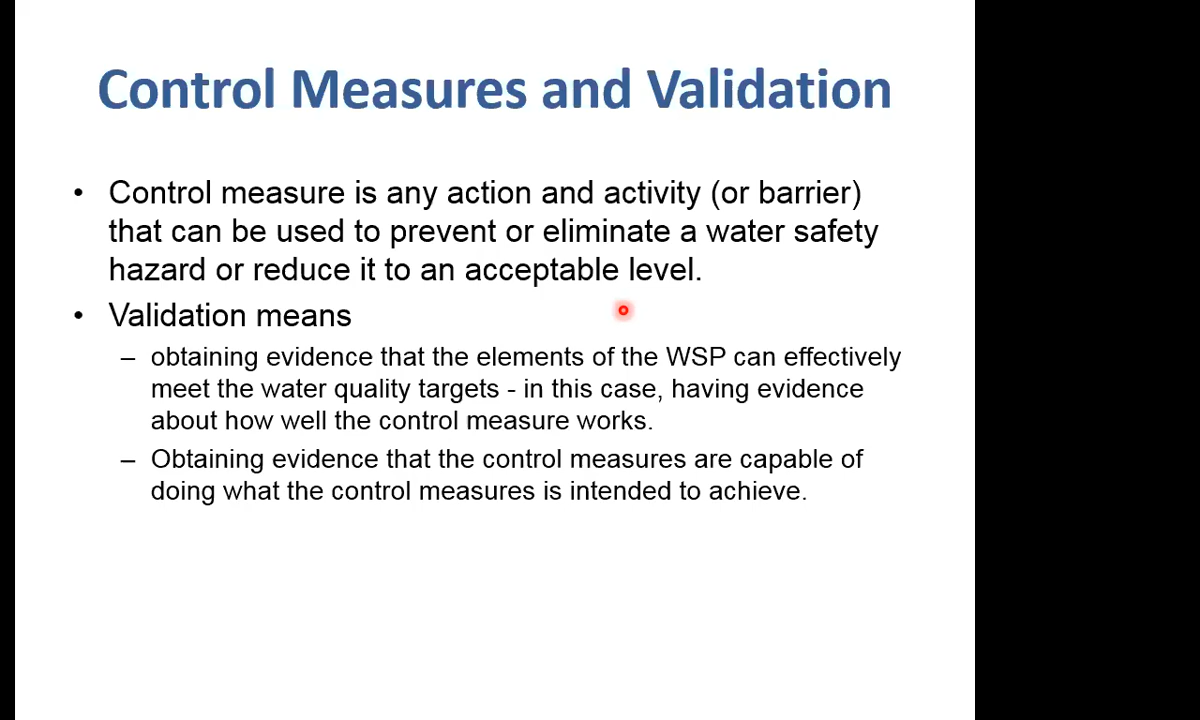 Control Measures and Validation
• Control measure is any action and activity (or barrier)
that can be used to prevent or eliminate a water safety
hazard or reduce it to an acceptable level.
• Validation means
– obtaining evidence that the elements of the WSP can effectively
meet the water quality targets - in this case, having evidence
about how well the control measure works.
– Obtaining evidence that the control measures are capable of
doing what the control measures is intended to achieve.